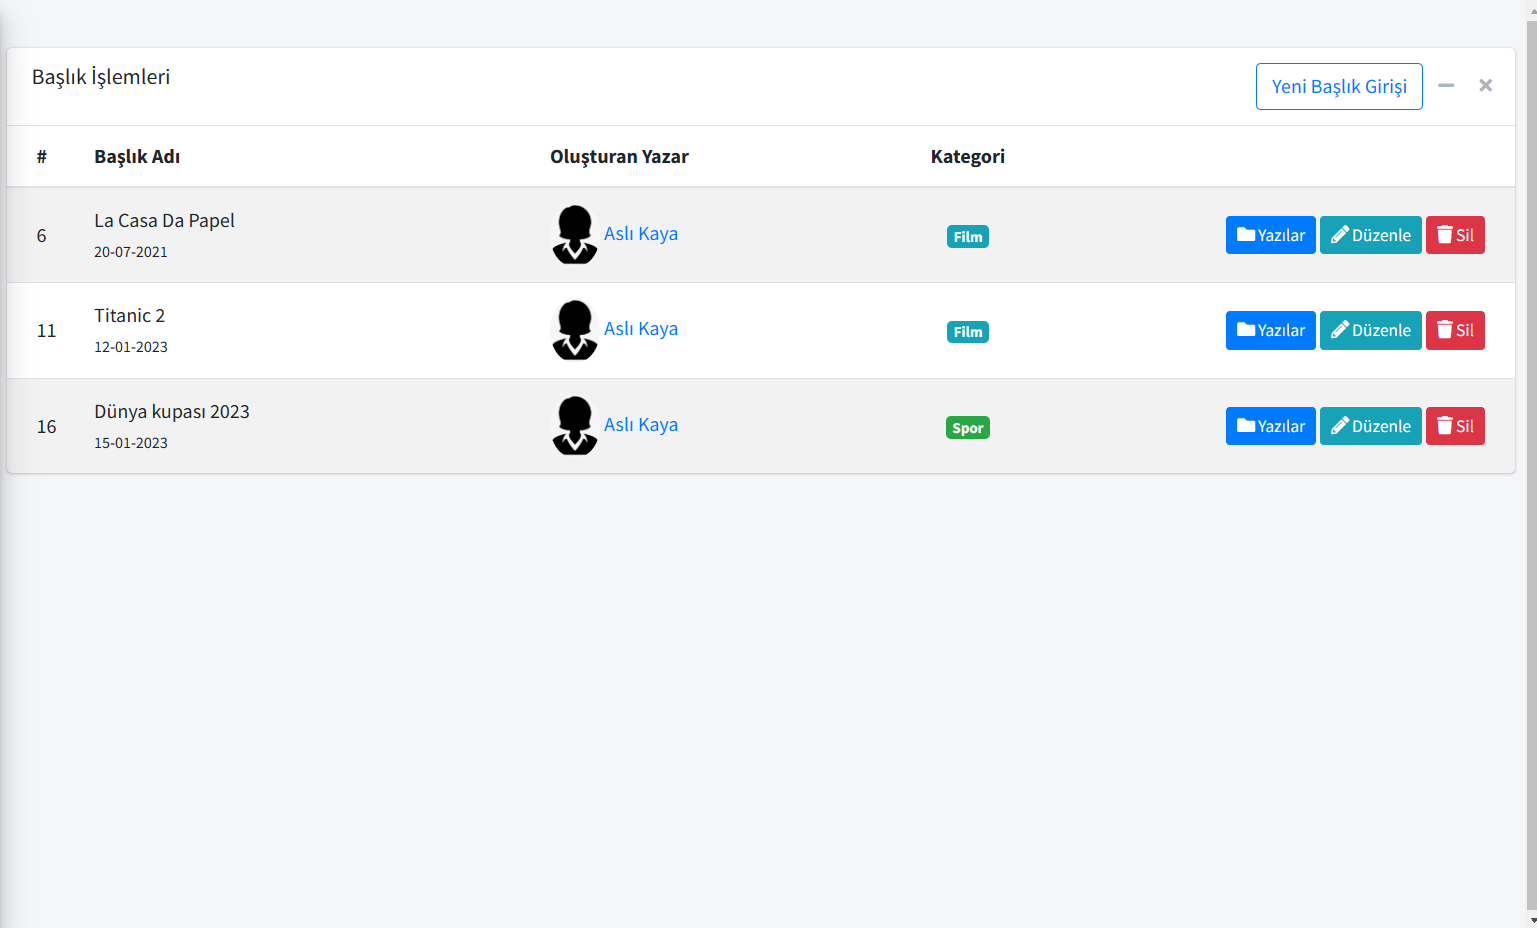 Başlık İşlemleri
Yeni Başlık Girişi
# Başlık Adı Oluşturan Yazar Kategori
6 La Casa Da Papel Aslı Kaya Film Yazılar Düzenle Sil
20-07-2021
11 Titanic 2 Aslı Kaya Film Yazılar Düzenle Sil
12-01-2023
16 Dünya kupası 2023 Aslı Kaya Spor Yazılar Düzenle Sil
15-01-2023